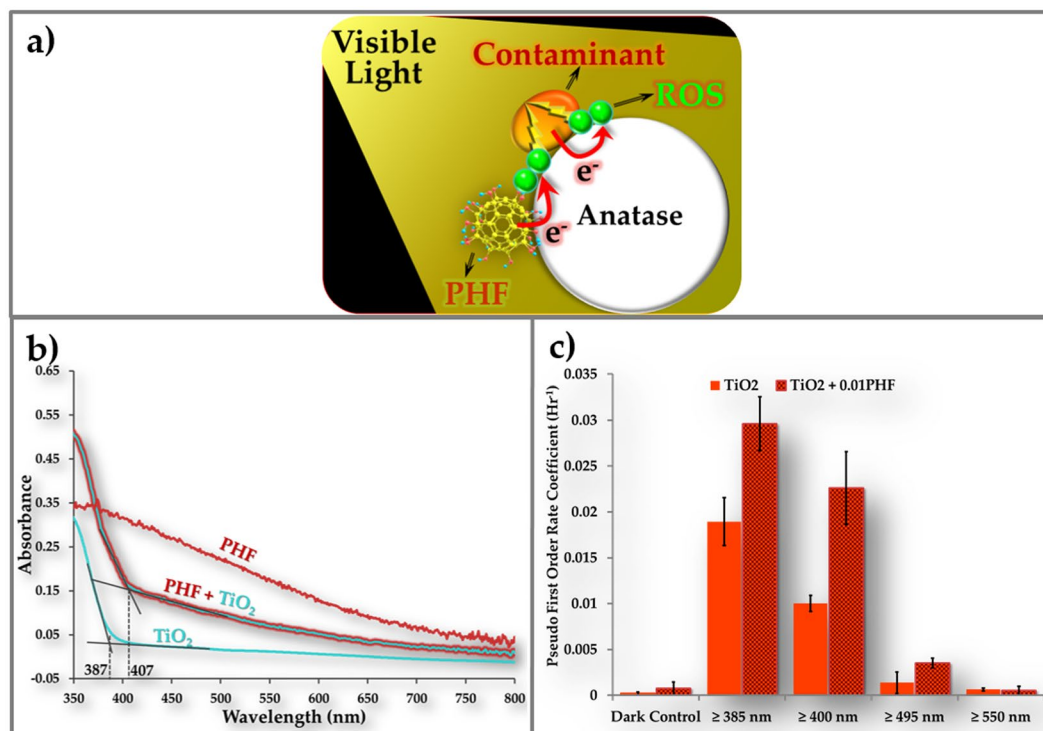 a)
Visible
Light
Contaminant
ROS
e-
e-
Anatase
PHF
b)
0.65
0.55
0.45
0.35
0.25
0.15
0.05
-0.05
Absorbance
PHF
PHF + TiO2
TiO2
387
407
350 400 450 500 550 600 650 700 750 800
Wavelength (nm)
c)
0.035
0.03
0.025
0.02
0.015
0.01
0.005
0
Pseudo First Order Rate Coefficient (Hr-1)
TiO2 TiO2 + 0.01PHF
Dark Control ≥ 385 nm ≥ 400 nm ≥ 495 nm ≥ 550 nm